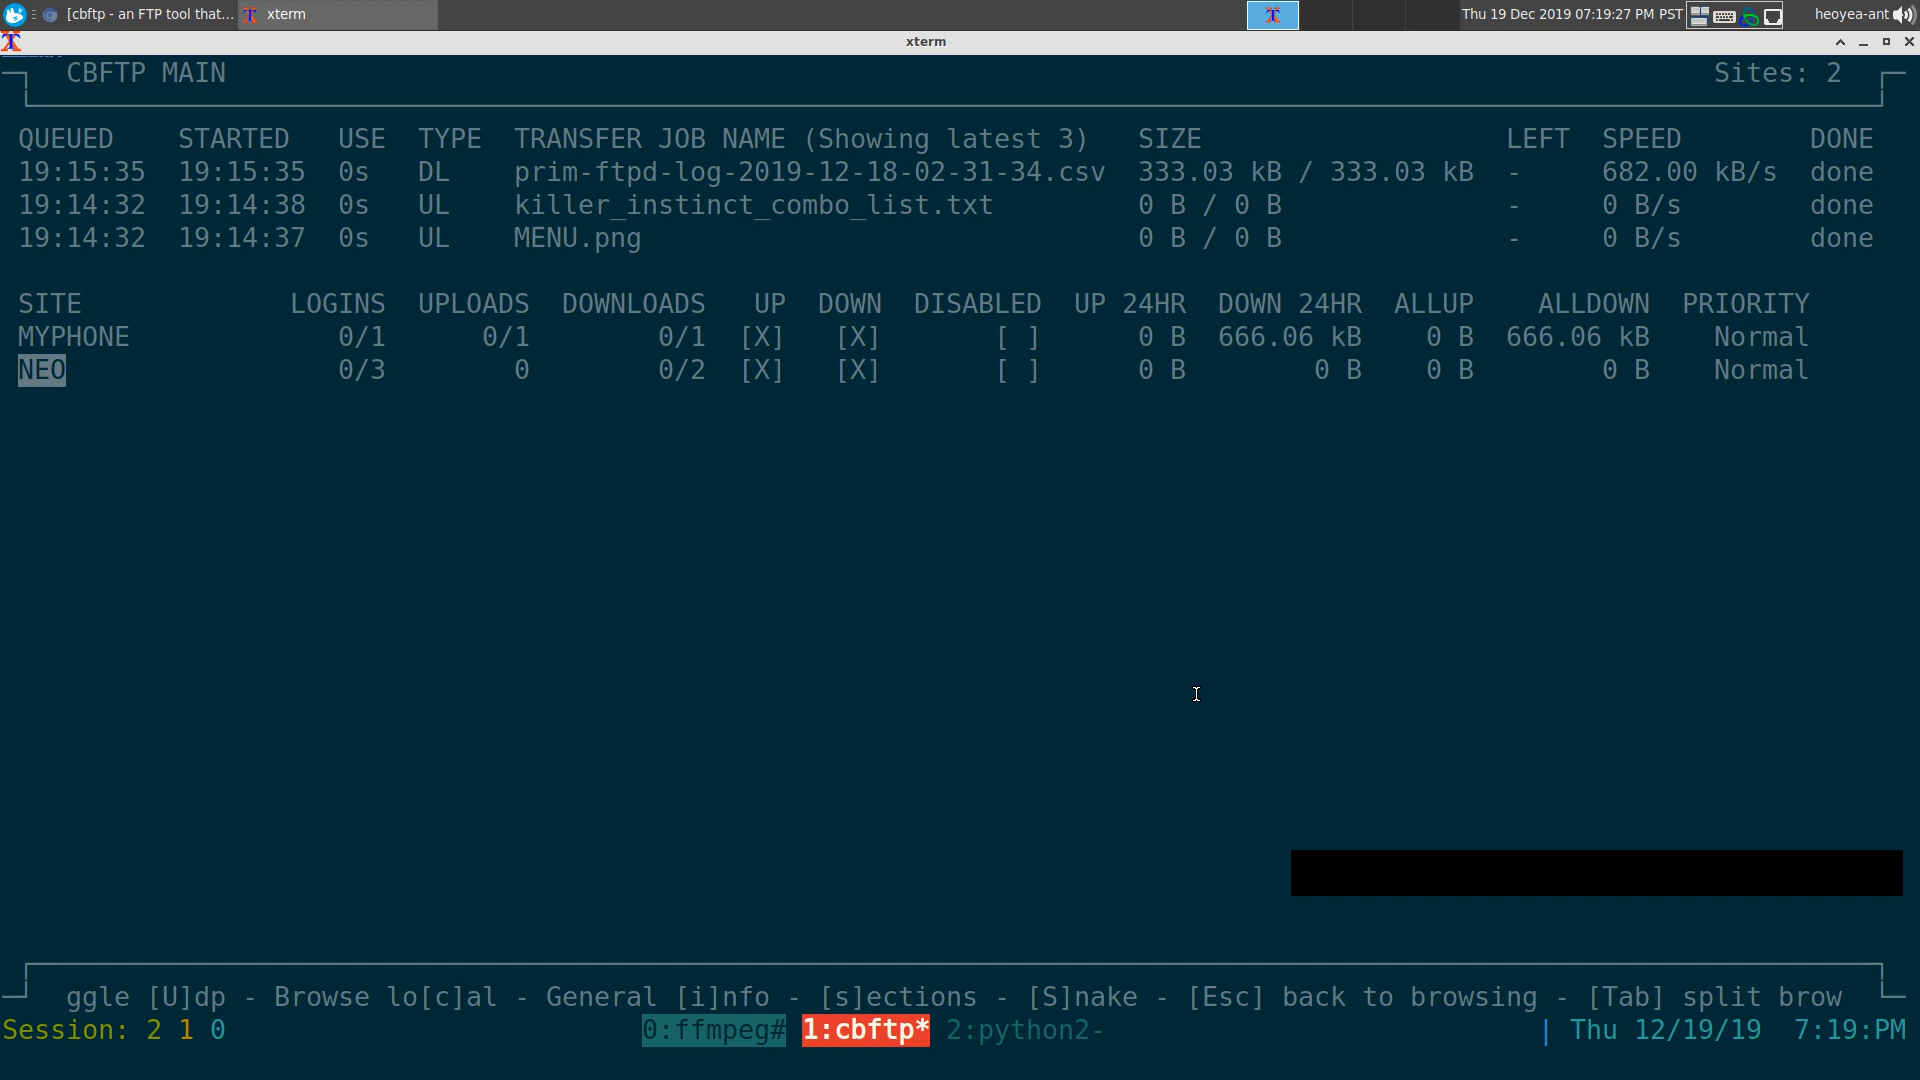 [cbftp - an FTP tool that... xterm Thu 19 Dec 2019 07:19:27 PM PST heoyea-ant
xterm
CBFTP MAIN Sites: 2
QUEUED STARTED USE TYPE TRANSFER JOB NAME (Showing latest 3) SIZE LEFT SPEED DONE
19:15:35 19:15:35 0s DL prim-ftpd-log-2019-12-18-02-31-34.csv 333.03 kB / 333.03 kB - 682.00 kB/s done
19:14:32 19:14:38 0s UL killer_instinct_combo_list.txt 0 B / 0 B - 0 B/s done
19:14:32 19:14:37 0s UL MENU.png 0 B / 0 B - 0 B/s done
SITE LOGINS UPLOADS DOWNLOADS UP DOWN DISABLED UP 24HR DOWN 24HR ALLUP ALLDOWN PRIORITY
MYPHONE 0/1 0/1 0/1 [X] [X] [ ] 0 B 666.06 kB 0 B 666.06 kB Normal
NEO 0/3 0 0/2 [X] [X] [ ] 0 B 0 B 0 B 0 B Normal
ggle [U]dp - Browse lo[c]al - General [i]nfo - [s]ections - [S]nake - [Esc] back to browsing - [Tab] split brow
Session: 2 1 0 0:ffmpeg# 1:cbftp* 2:python2- | Thu 12/19/19 7:19:PM